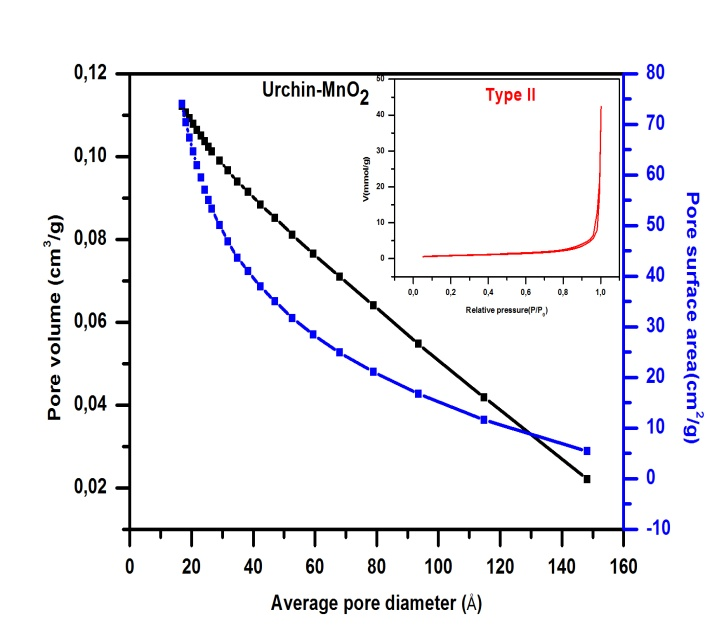 Urchin-MnO2
Type II
V(mmol/g)
50
40
30
20
10
0
0,0 0,2 0,4 0,6 0,8 1,0
Relative pressure(P/P0)
Pore volume (cm3/g)
0,12
0,10
0,08
0,06
0,04
0,02
Pore surface area(cm2/g)
80
70
60
50
40
30
20
10
0
-10
0 20 40 60 80 100 120 140 160
Average pore diameter (Å)